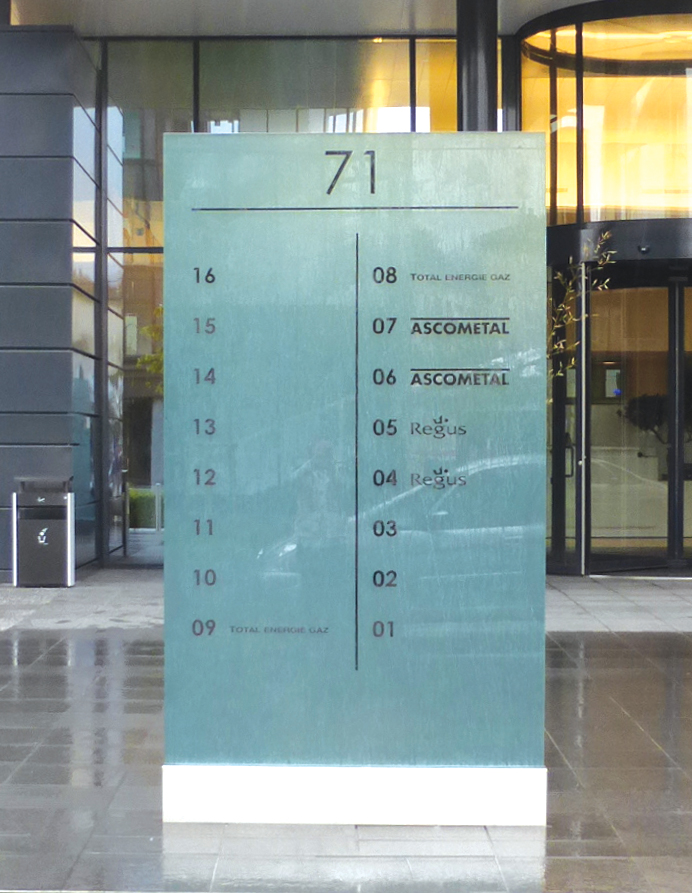 71
16
15
14
13
12
11
10
09 TOTAL ENERGIE GAZ
08 TOTAL ENERGIE GAZ
07 ASCOMETAL
06 ASCOMETAL
05 Regus
04 Regus
03
02
01